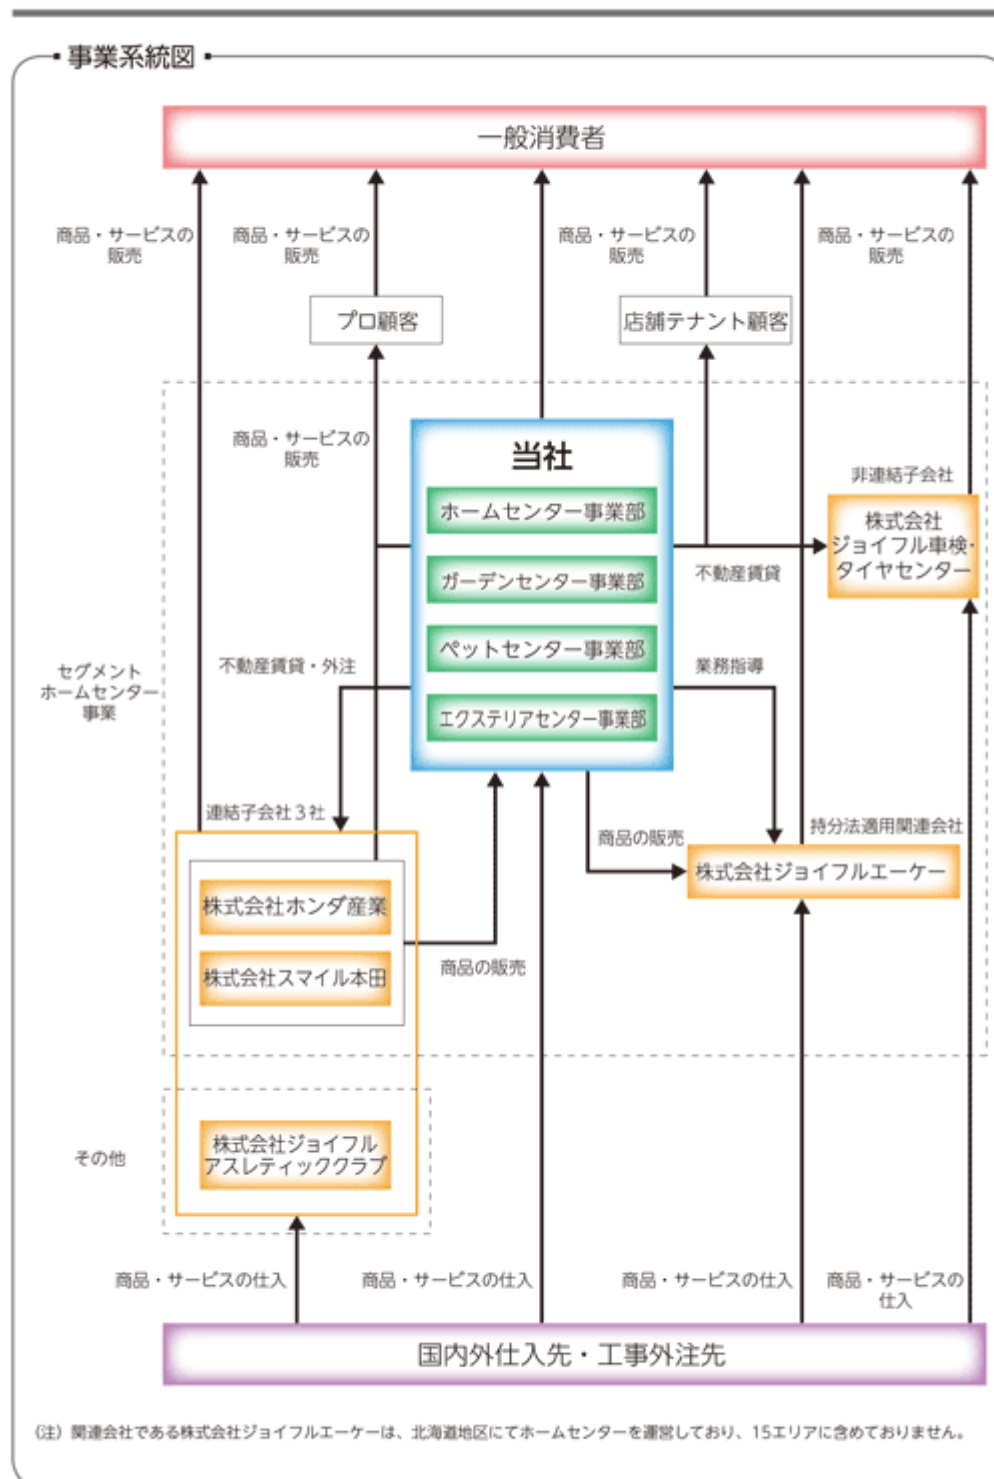 事業系統図
一般消費者
商品・サービスの
販売
商品・サービスの
販売
商品・サービスの
販売
商品・サービスの
販売
プロ顧客
店舗テナント顧客
商品・サービスの
販売
当社
ホームセンター事業部
ガーデンセンター事業部
ペットセンター事業部
エクステリアセンター事業部
非連結子会社
株式会社
ジョイフル車検・
タイヤセンター
不動産賃貸
不動産賃貸・外注
業務指導
セグメント
ホームセンター
事業
連結子会社3社
商品の販売
持分法適用関連会社
株式会社ジョイフルエーケー
株式会社ホンダ産業
株式会社スマイル本田
商品の販売
その他
株式会社ジョイフル
アスレティッククラブ
商品・サービスの仕入
商品・サービスの仕入
商品・サービスの仕入
商品・サービスの
仕入
国内外仕入先・工事外注先
(注) 関連会社である株式会社ジョイフルエーケーは、北海道地区にてホームセンターを運営しており、15エリアに含めておりません。